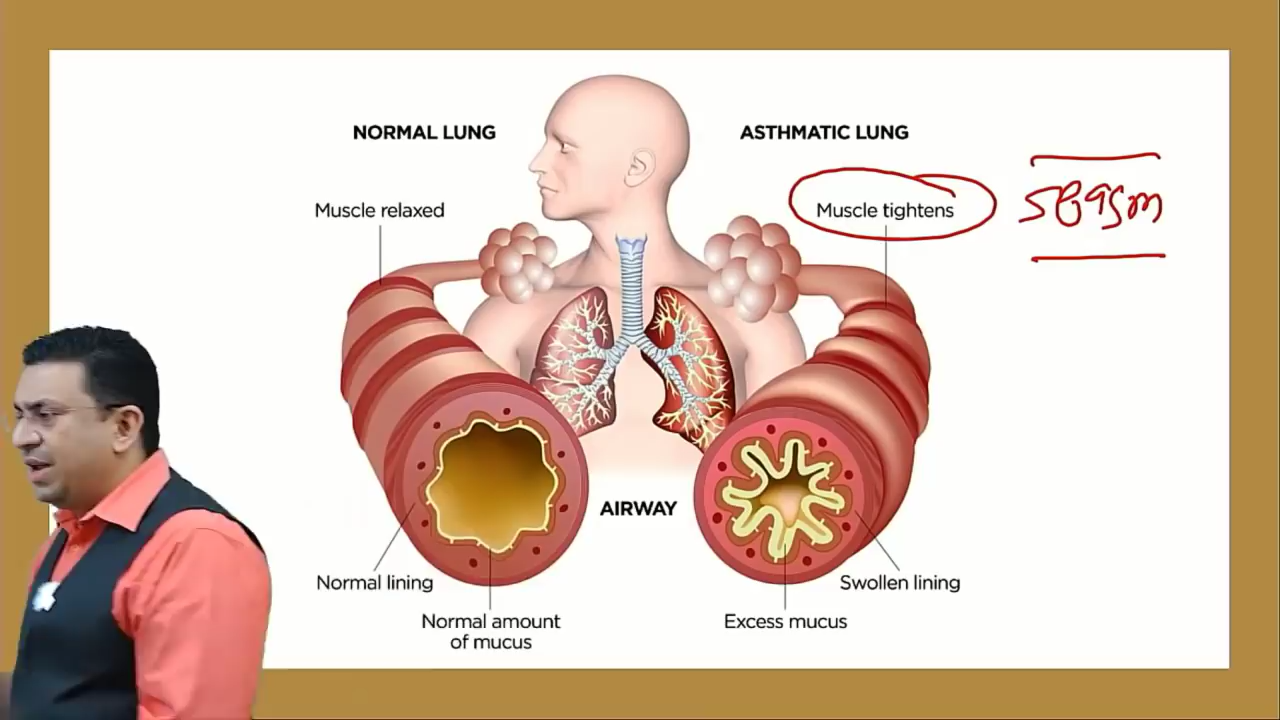 NORMAL LUNG
ASTHMATIC LUNG
Muscle relaxed
Muscle tightens
spasm
AIRWAY
Normal lining
Swollen lining
Normal amount
of mucus
Excess mucus